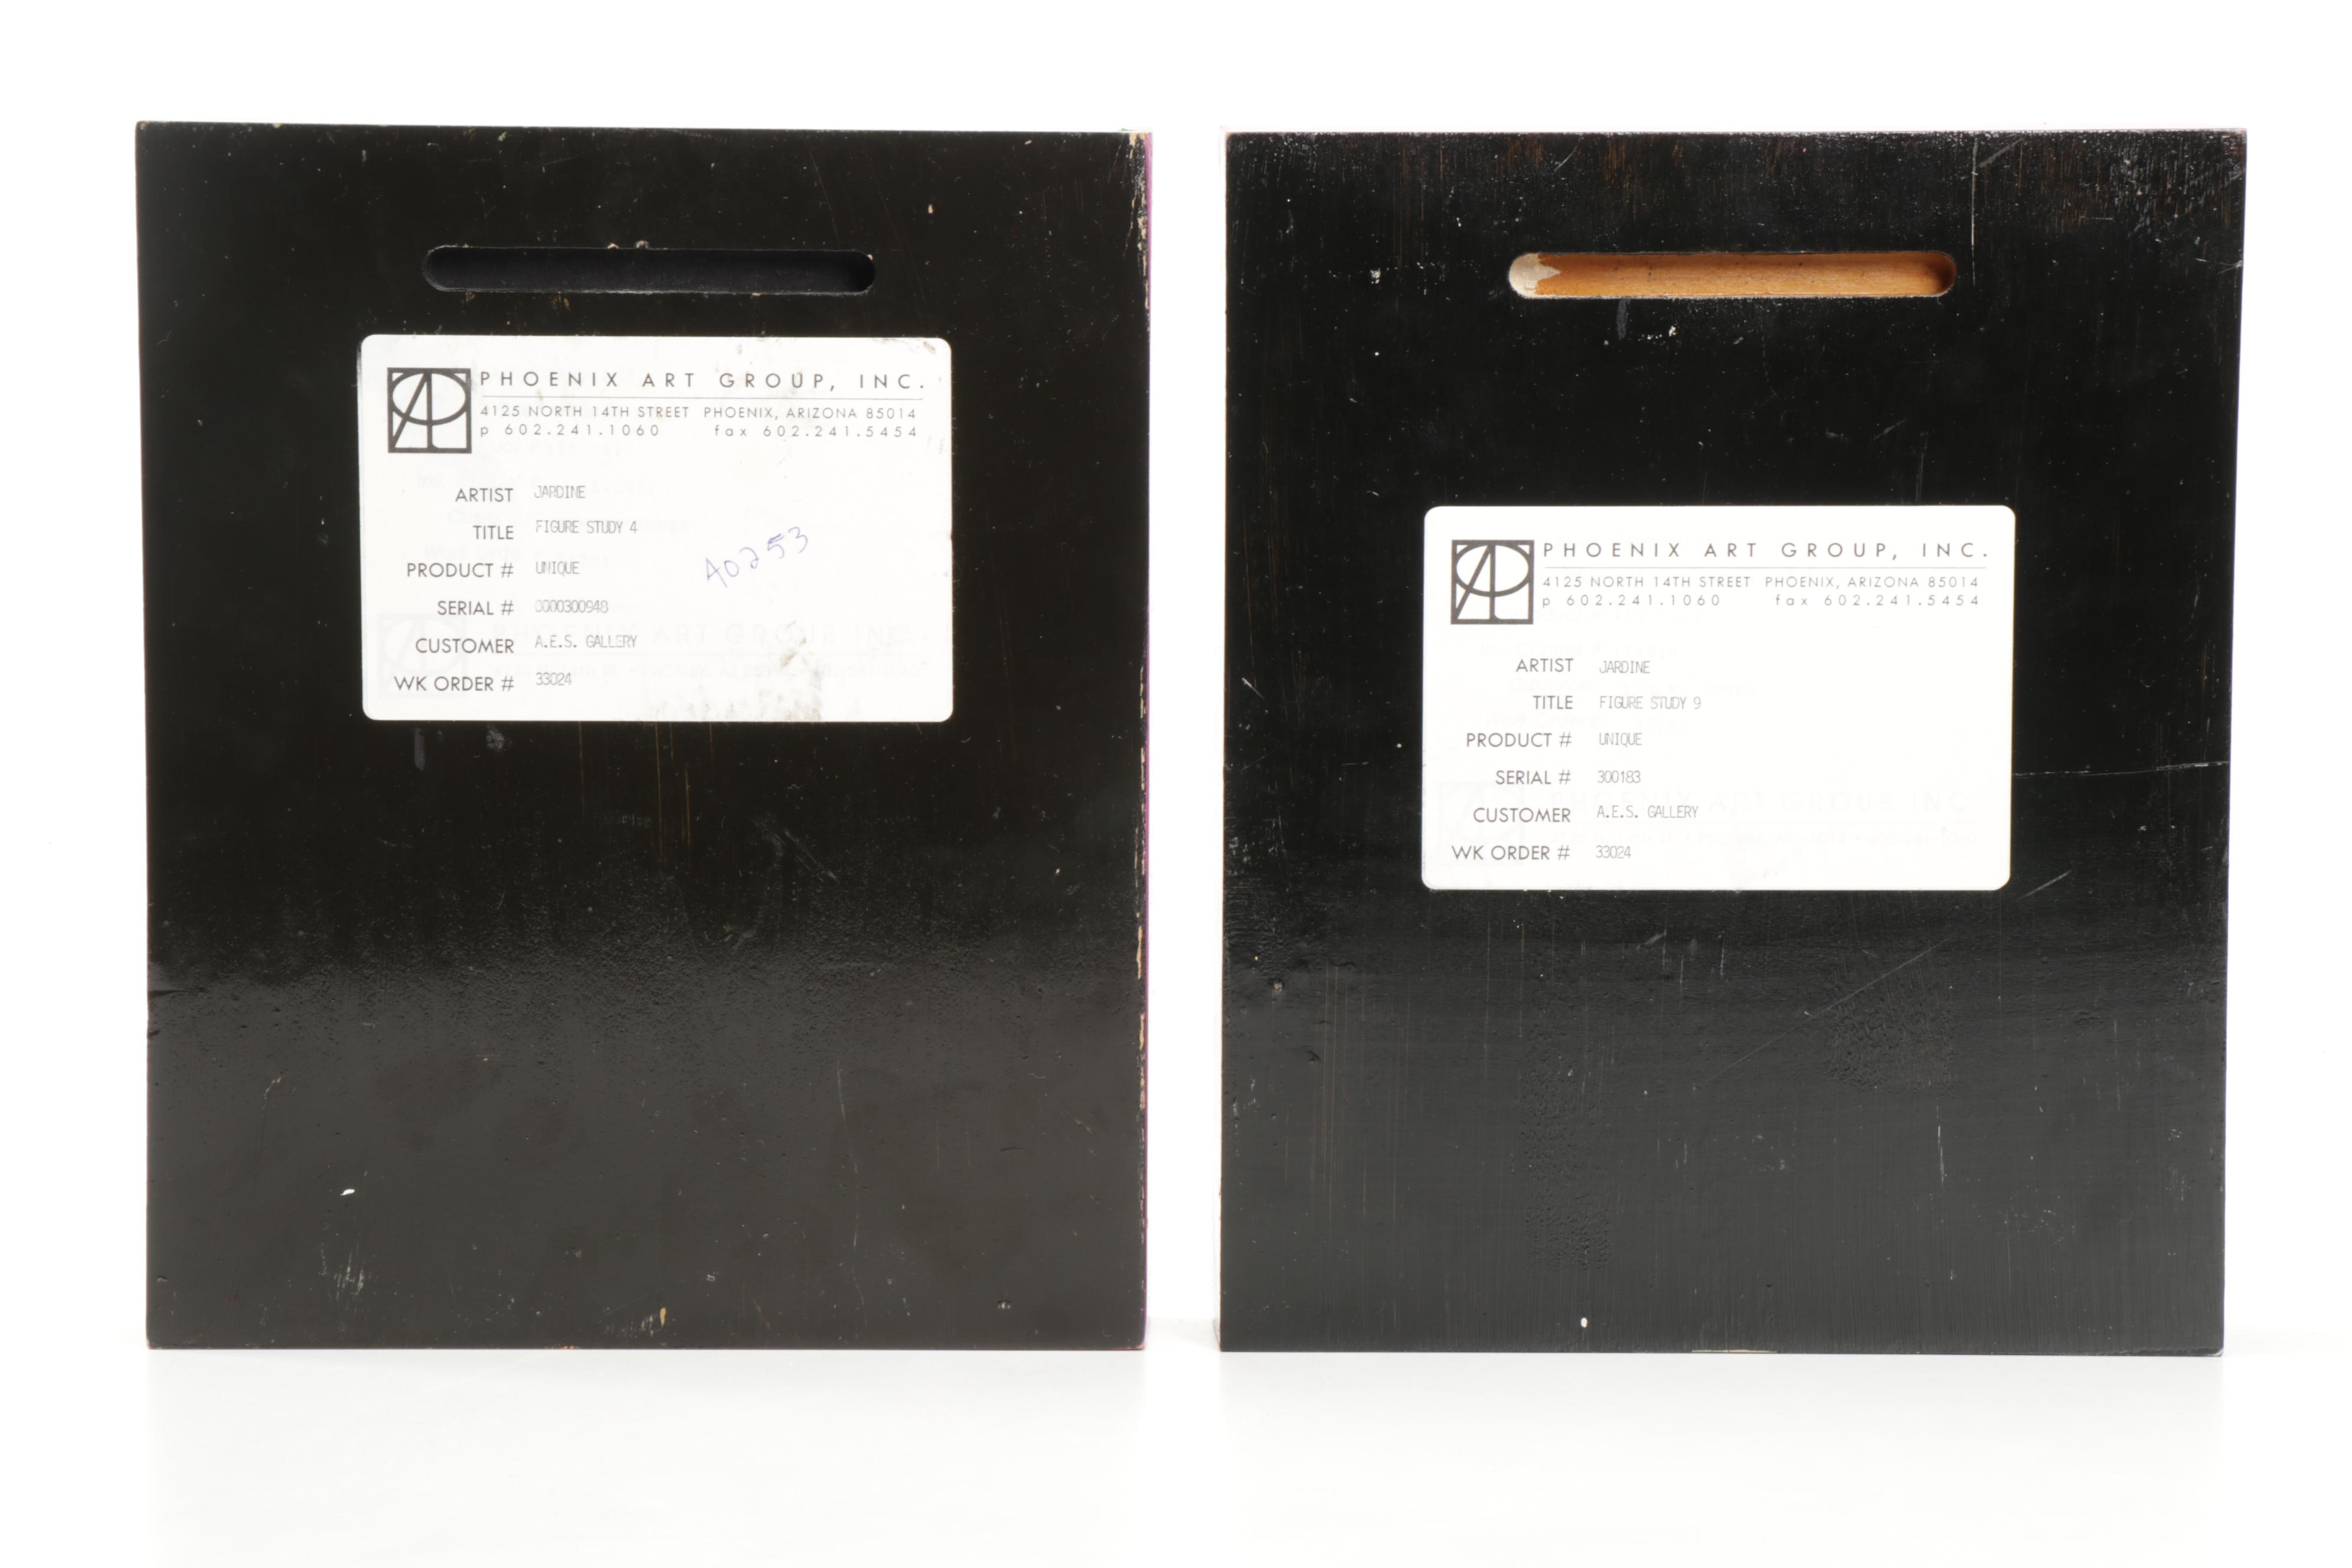 PHOENIX ART GROUP, INC.
4125 NORTH 14TH STREET PHOENIX, ARIZONA 85014
p 602.241.1060 fax 602.241.5454
ARTIST JARDINE
TITLE FIGURE STUDY 4
PRODUCT # UNIQUE
SERIAL # 0000300948
CUSTOMER A.E.S. GALLERY
WK ORDER # 33024
A0253
PHOENIX ART GROUP, INC.
4125 NORTH 14TH STREET PHOENIX, ARIZONA 85014
p 602.241.1060 fax 602.241.5454
ARTIST JARDINE
TITLE FIGURE STUDY 9
PRODUCT # UNIQUE
SERIAL # 300183
CUSTOMER A.E.S. GALLERY
WK ORDER # 33024